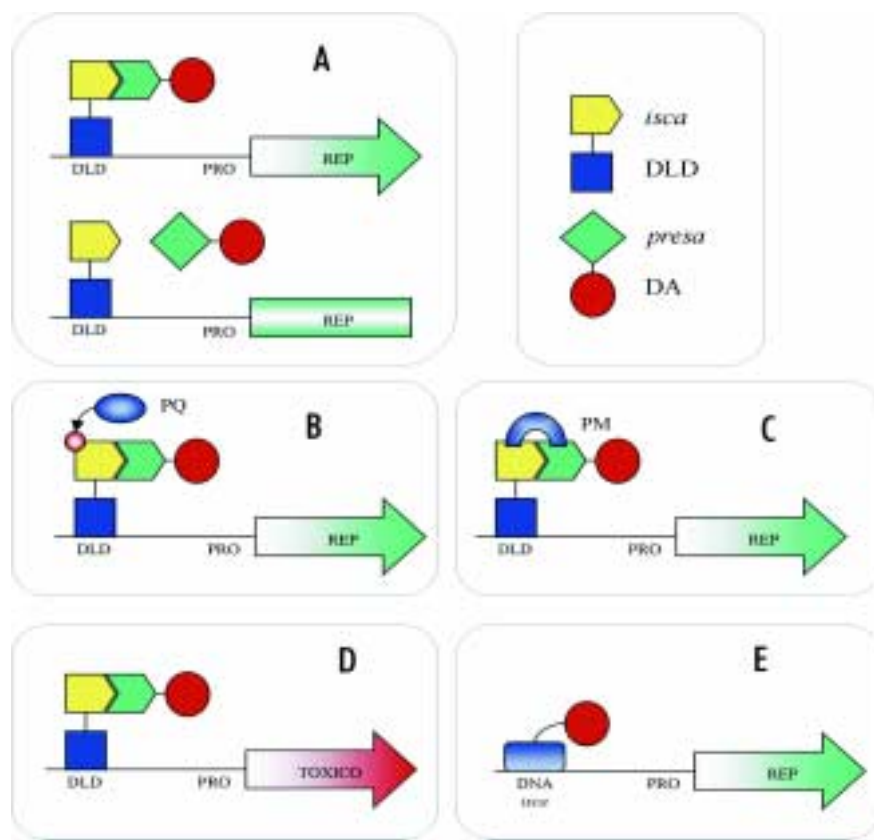 A
REP
DLD
PRO
REP
DLD
PRO
isca
DLD
presa
DA
PQ
B
REP
DLD
PRO
PM
C
REP
DLD
PRO
D
TOXICO
DLD
PRO
E
REP
DNA
PRO